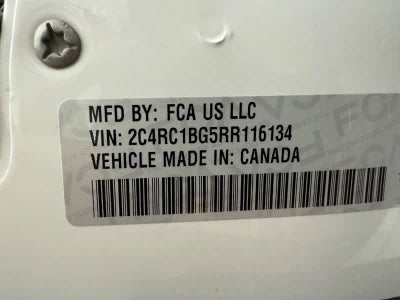 MFD BY: FCA US LLC
VIN: 2C4RC1BG5RR116134
VEHICLE MADE IN: CANADA